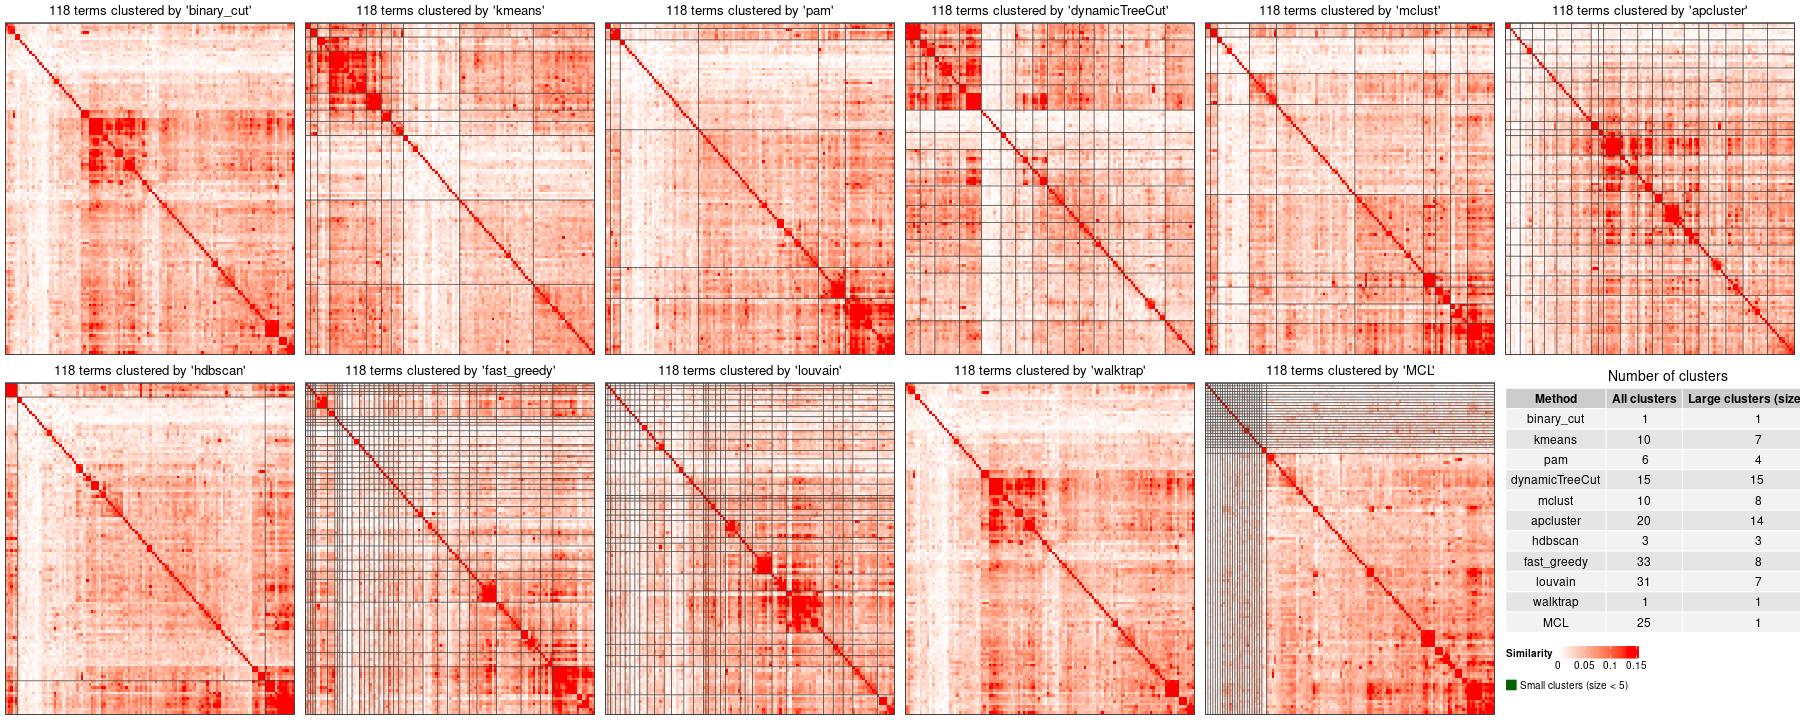 118 terms clustered by 'binary_cut'
118 terms clustered by 'kmeans'
118 terms clustered by 'pam'
118 terms clustered by 'dynamicTreeCut'
118 terms clustered by 'mclust'
118 terms clustered by 'apcluster'
118 terms clustered by 'hdbscan'
118 terms clustered by 'fast_greedy'
118 terms clustered by 'louvain'
118 terms clustered by 'walktrap'
118 terms clustered by 'MCL'
Number of clusters
Method All clusters Large clusters (size
binary_cut 1 1
kmeans 10 7
pam 6 4
dynamicTreeCut 15 15
mclust 10 8
apcluster 20 14
hdbscan 3 3
fast_greedy 33 8
louvain 31 7
walktrap 1 1
MCL 25 1
Similarity
0 0.05 0.1 0.15
Small clusters (size < 5)